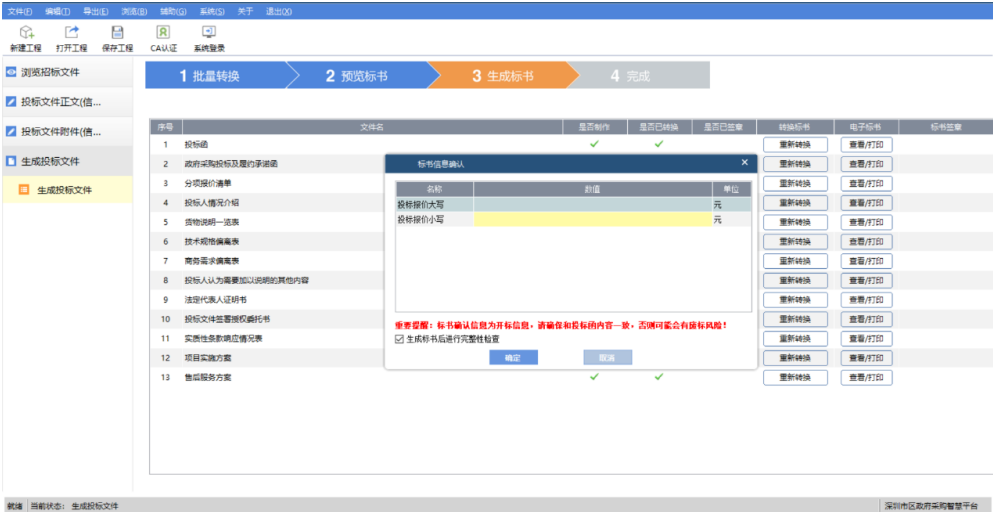 文件(F) 编辑(I) 导出(E) 浏览(B) 辅助(G) 系统(S) 关于 退出(X)
新建工程 打开工程 保存工程 CA认证 系统登录
浏览招标文件
投标文件正文(信...
投标文件附件(信...
生成投标文件
生成投标文件
1 批量转换 2 预览标书 3 生成标书 4 完成
序号 文件名 是否制作 是否已转换 是否已签章 转换标书 电子标书 标书签章
1 投标函 重新转换 查看/打印
2 政府采购投标及履约承诺函 重新转换 查看/打印
3 分项报价清单 重新转换 查看/打印
4 投标人情况介绍 重新转换 查看/打印
5 货物说明一览表 重新转换 查看/打印
6 技术规格偏离表 重新转换 查看/打印
7 商务需求偏离表 重新转换 查看/打印
8 投标人认为需要加以说明的其他内容 重新转换 查看/打印
9 法定代表人证明书 重新转换 查看/打印
10 投标文件签署授权委托书 重新转换 查看/打印
11 实质性条款响应情况表 重新转换 查看/打印
12 项目实施方案 重新转换 查看/打印
13 售后服务方案 重新转换 查看/打印
标书信息确认
名称 数值 单位
投标报价大写 元
投标报价小写 元
重要提醒：标书确认信息为开标信息，请确保和投标函内容一致，否则可能会有废标风险！
生成标书后进行完整性检查
确定 取消
就绪 当前状态： 生成投标文件 深圳市区政府采购智慧平台